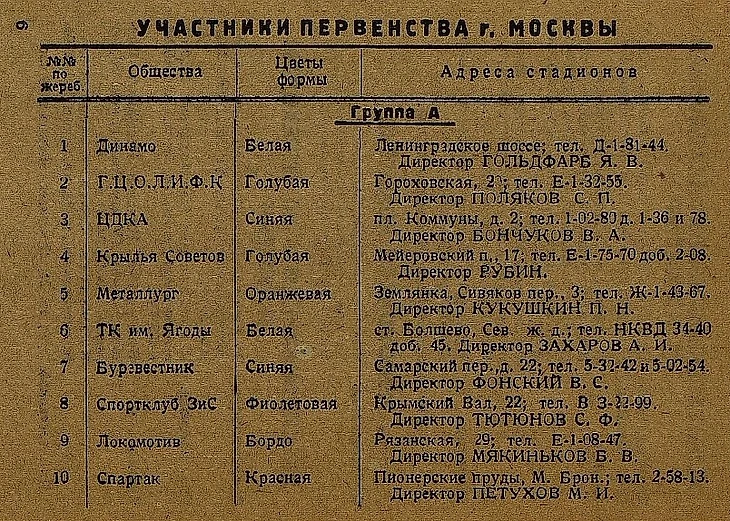 6
УЧАСТНИКИ ПЕРВЕНСТВА г. МОСКВЫ
№№ по жереб. Общества Цветы формы Адреса стадионов
Группа А
1 Динамо Белая Ленинградское шоссе; тел. Д-1-81-44.
Директор ГОЛЬДФАРБ Я. В.
2 Г.Ц.О.Л.И.Ф.К Голубая Гороховская, тел. Е-1-32-55.
Директор ПОЛЯКОВ С. П.
3 ЦДКА Синяя пл. Коммуны, д. 2; тел. 1-02-80 д. 1-36 и 78.
Директор БОНЧУКОВ В. А.
4 Крылья Советов Голубая Мейеровский п., 17; тел. Е-1-75-70 доб. 2-08.
Директор РУБИН.
5 Металлург Оранжевая Землянка, Сивяков пер., 3; тел. Ж-1-43-67.
Директор КУКУШКИН П. Н.
6 ТК им. Ягоды Белая ст. Болшево, Сев. ж. д.; тел. НКВД 34-40
доб. 45. Директор ЗАХАРОВ А. И.
7 Буревестник Синяя Самарский пер., д. 22; тел. 5-32-42 и 5-02-54.
Директор ФОНСКИЙ В. С.
8 Спортклуб ЗиС Фиолетовая Крымский Вал, 22; тел. В 3-22-99.
Директор ТЮТЮНОВ С. Ф.
9 Локомотив Бордо Рязанская, 29; тел. Е-1-08-47.
Директор МЯКИНЬКОВ Б. В.
10 Спартак Красная Пионерские пруды, М. Брон.; тел. 2-58-13.
Директор ПЕТУХОВ М. И.